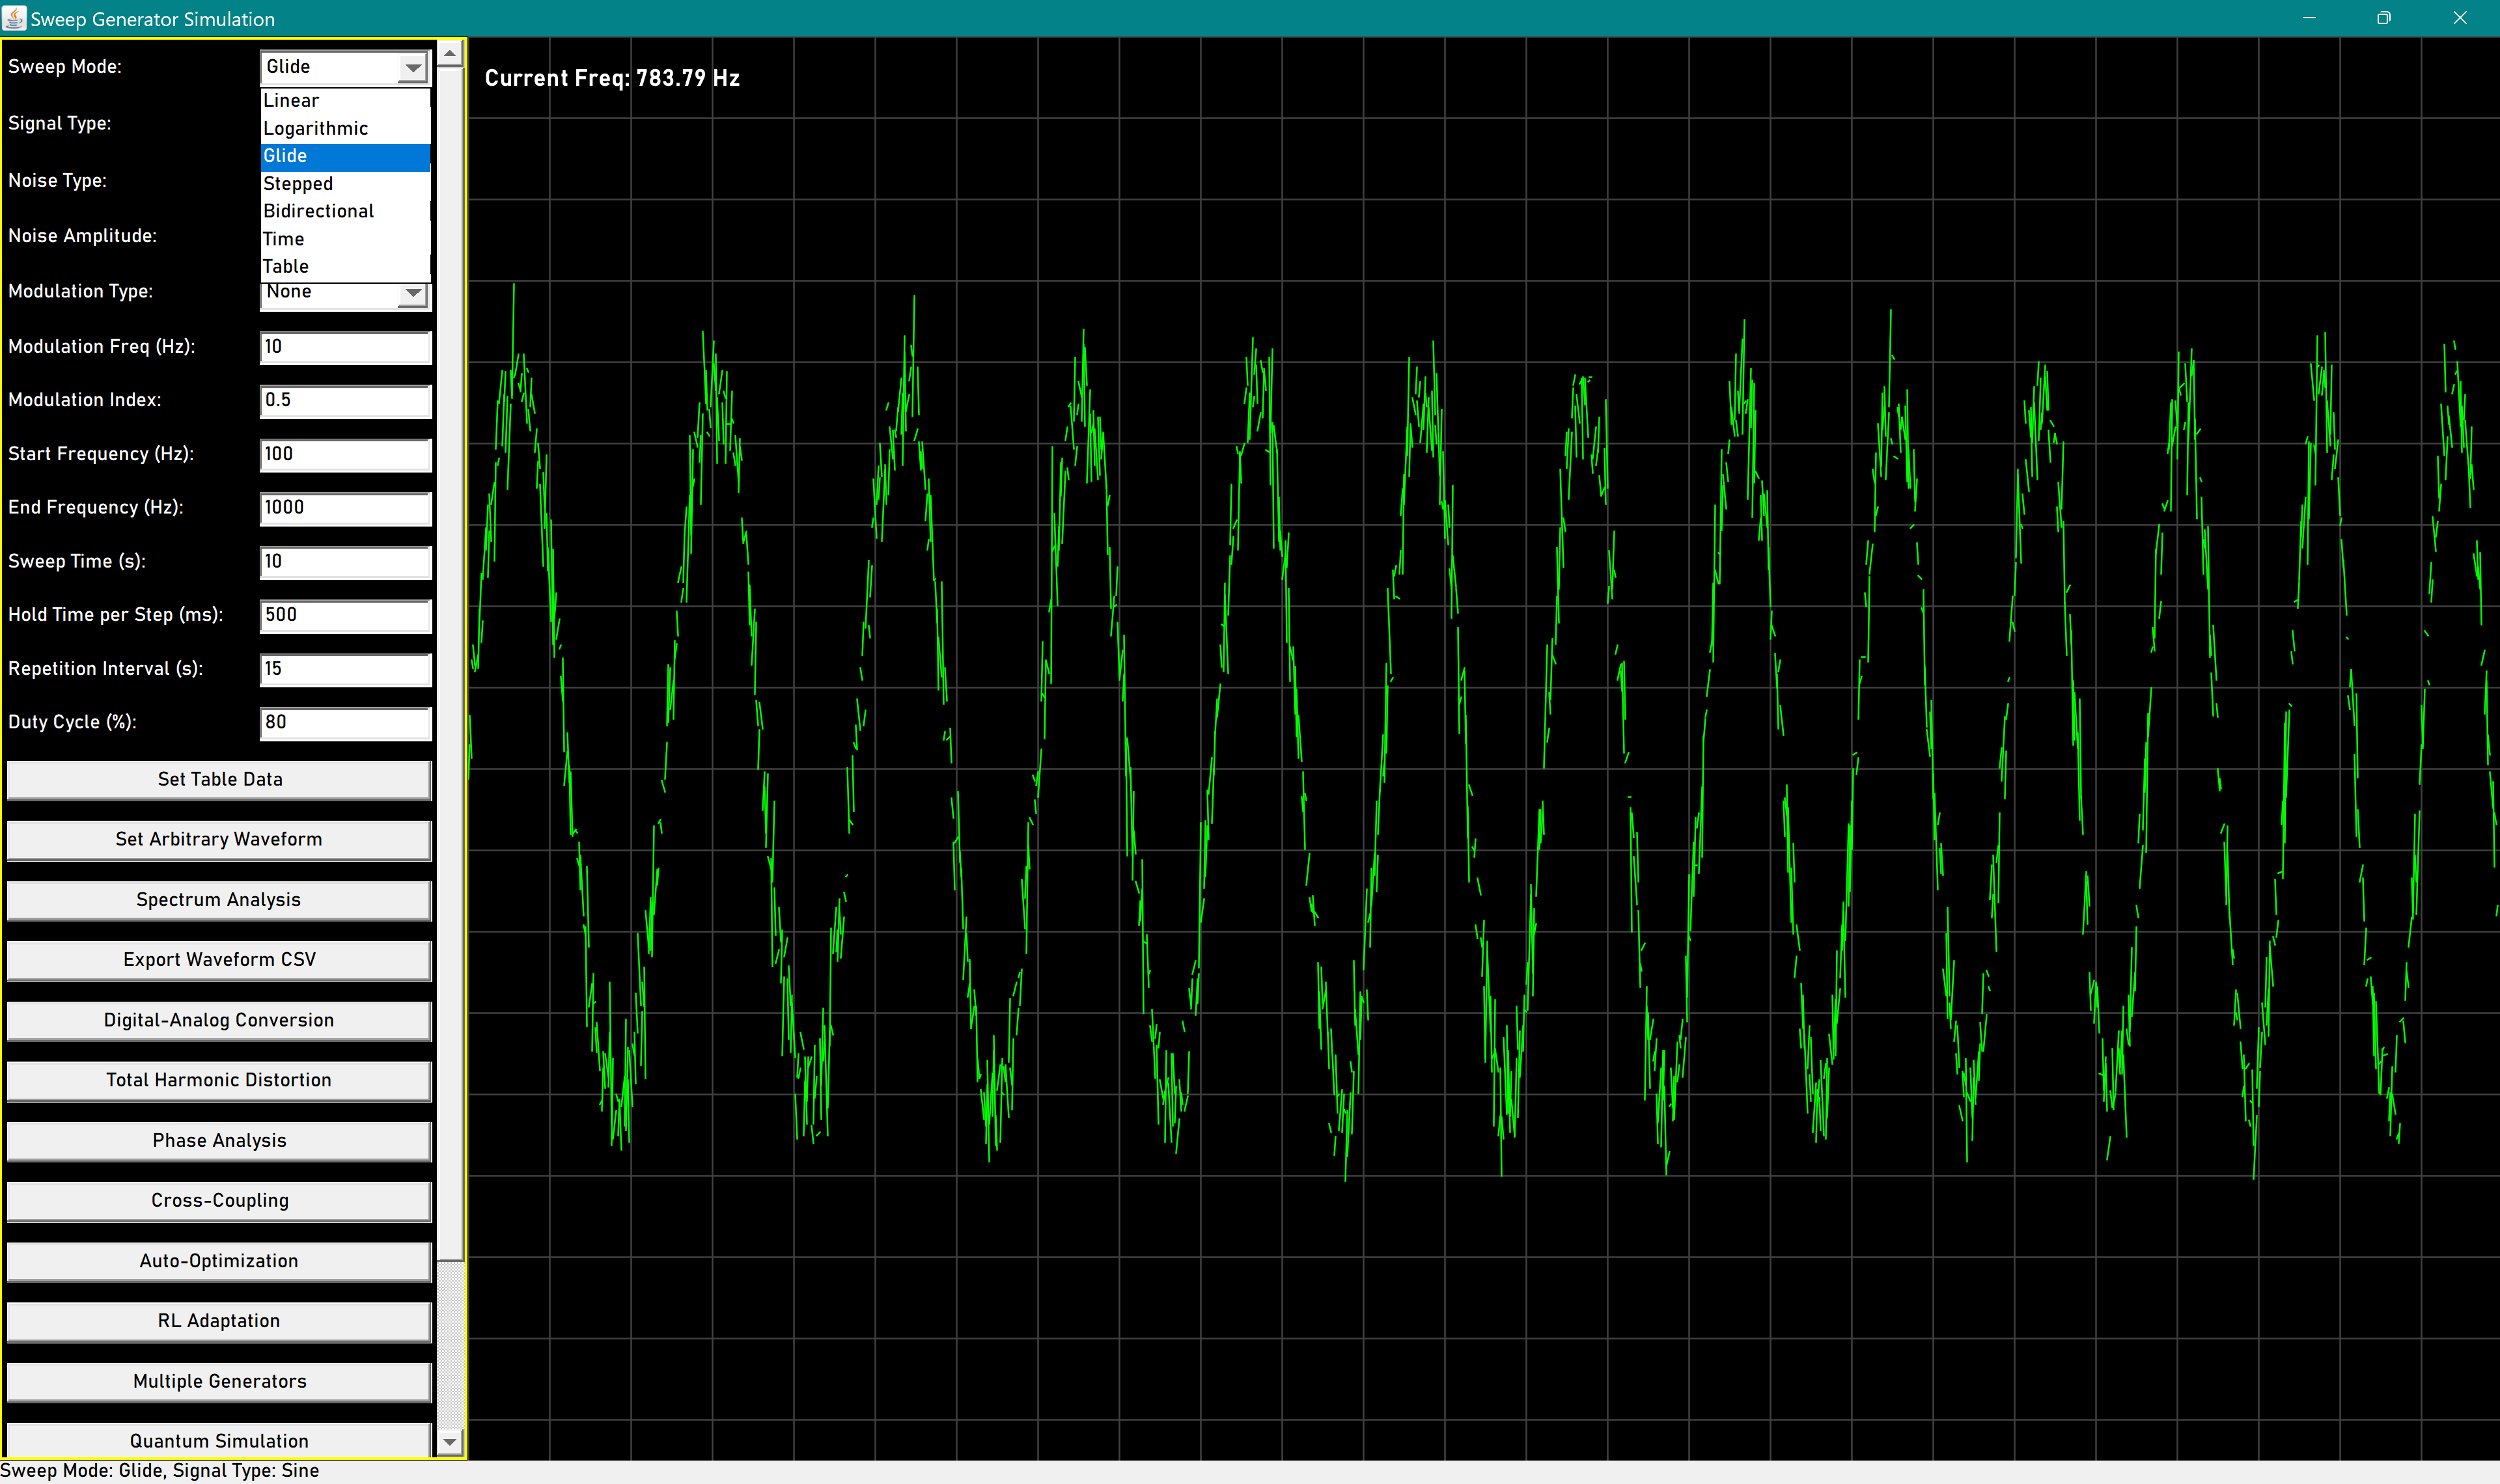 Sweep Generator Simulation
Sweep Mode: Glide
Linear
Logarithmic
Glide
Stepped
Bidirectional
Time
Table
Signal Type:
Noise Type:
Noise Amplitude:
Modulation Type: None
Modulation Freq (Hz): 10
Modulation Index: 0.5
Start Frequency (Hz): 100
End Frequency (Hz): 1000
Sweep Time (s): 10
Hold Time per Step (ms): 500
Repetition Interval (s): 15
Duty Cycle (%): 80
Set Table Data
Set Arbitrary Waveform
Spectrum Analysis
Export Waveform CSV
Digital-Analog Conversion
Total Harmonic Distortion
Phase Analysis
Cross-Coupling
Auto-Optimization
RL Adaptation
Multiple Generators
Quantum Simulation
Current Freq: 783.79 Hz
Sweep Mode: Glide, Signal Type: Sine